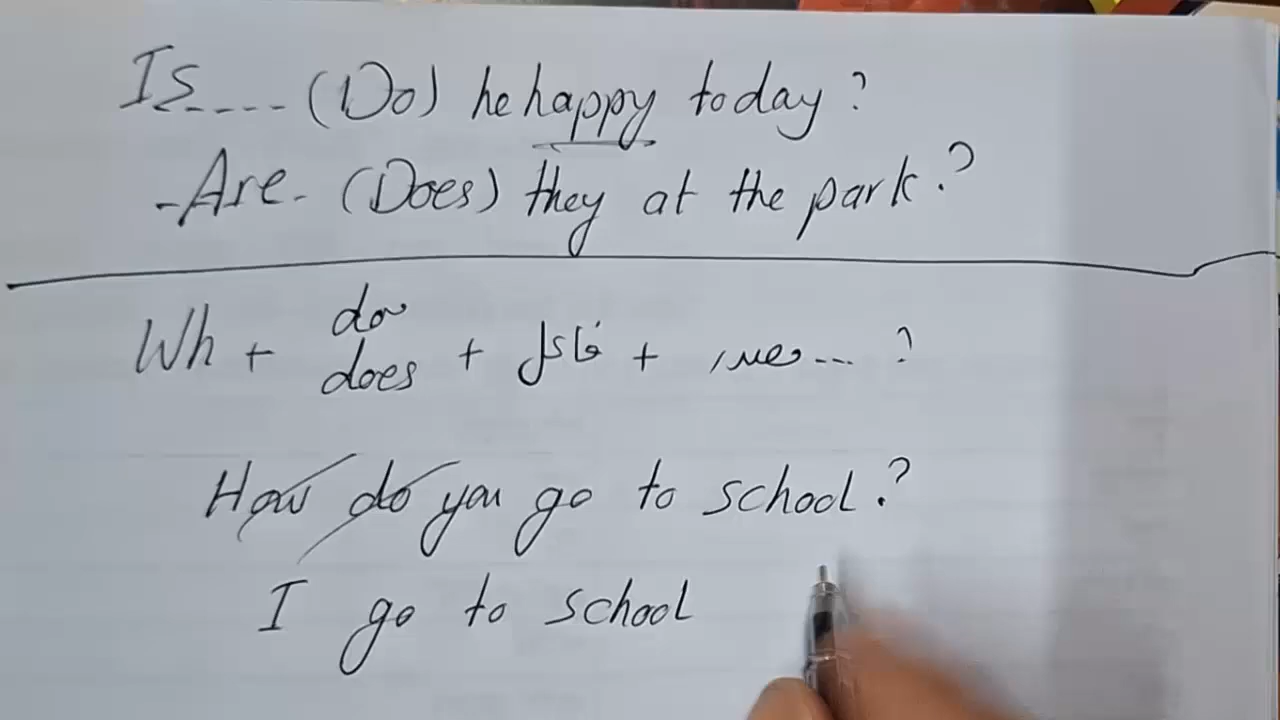 Is.... (Do) he happy today?
-Are- (Does) they at the park.?
Wh + do does + فاعل + مصدر ... ?
How do you go to school.?
I go to school